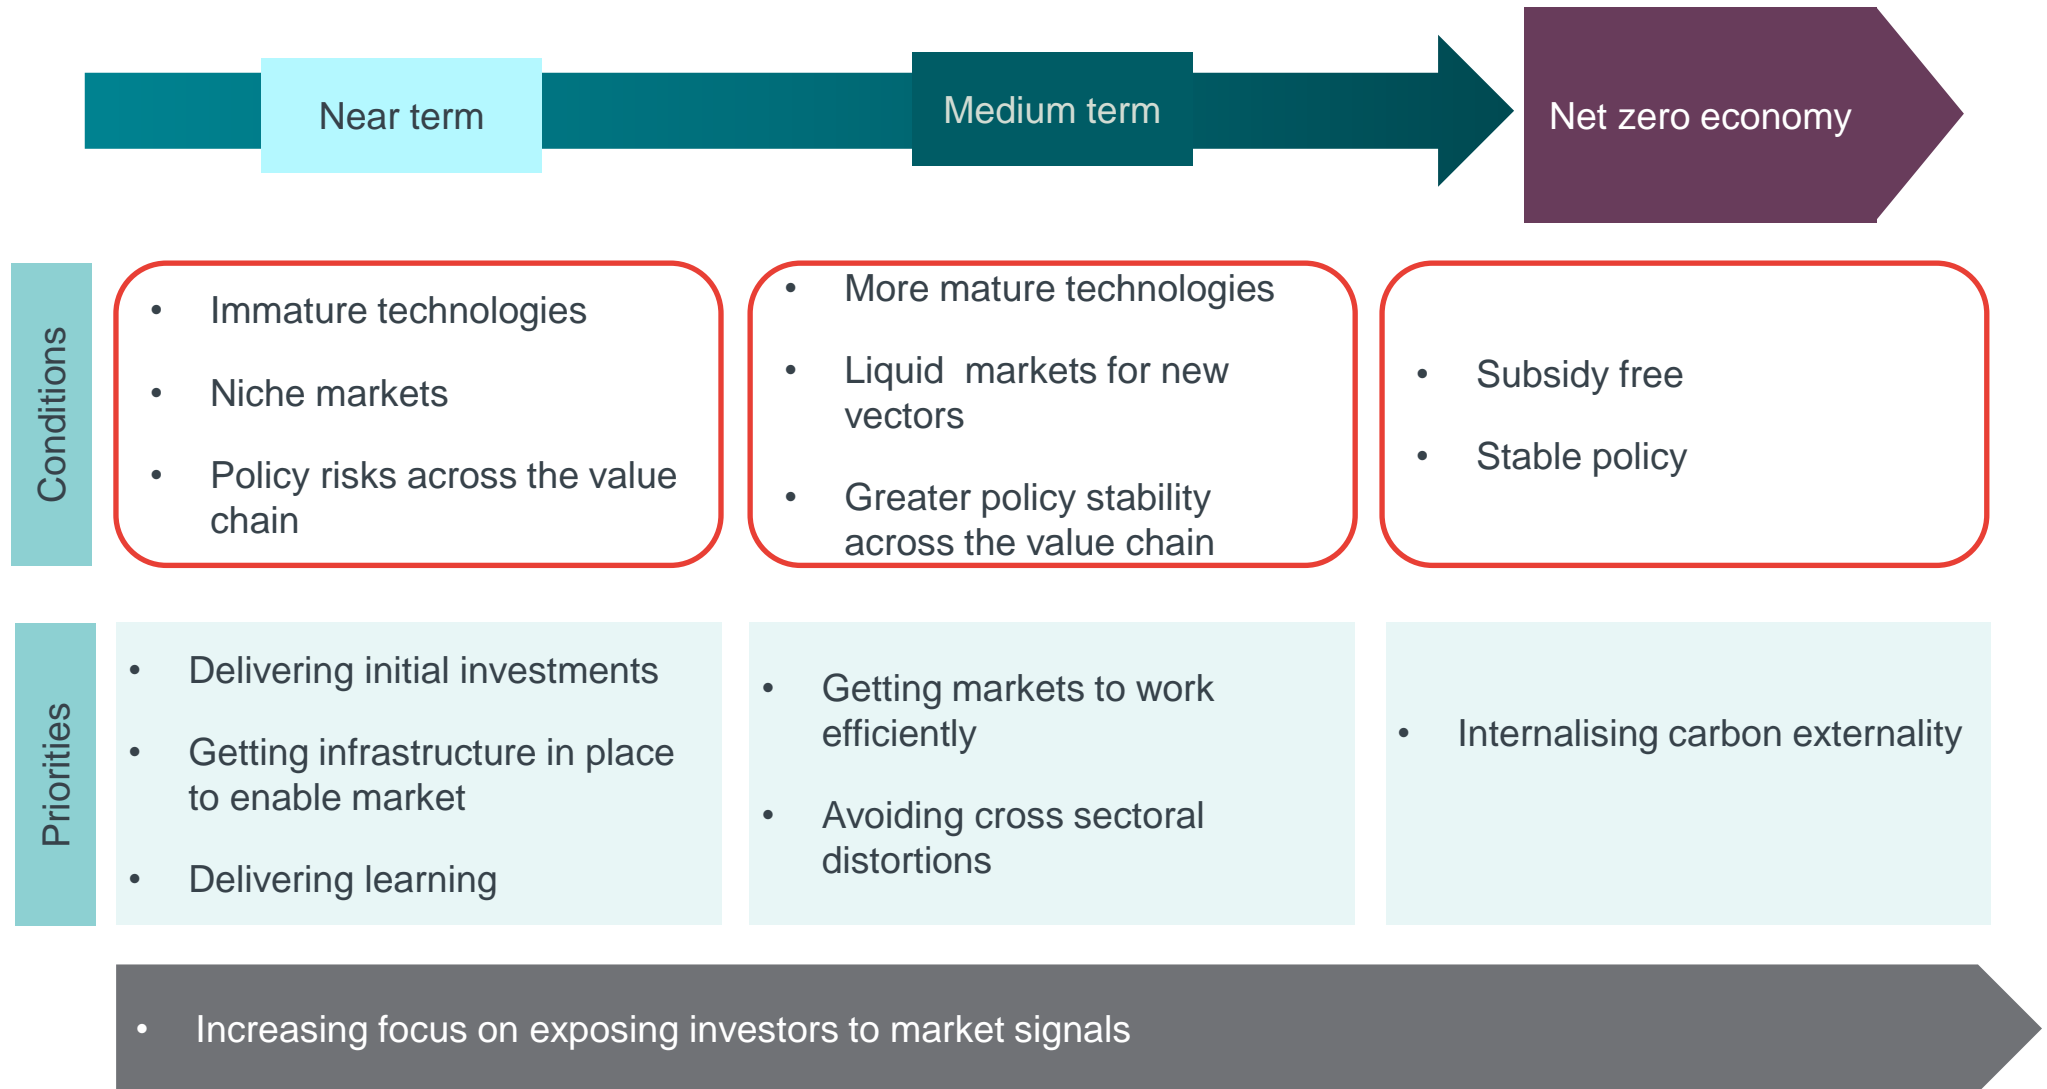 Near term
Medium term
Net zero economy
Conditions
• Immature technologies
• Niche markets
• Policy risks across the value
chain
• More mature technologies
• Liquid  markets for new
vectors
• Greater policy stability
across the value chain
• Subsidy free
• Stable policy
Priorities
• Delivering initial investments
• Getting infrastructure in place
to enable market
• Delivering learning
• Getting markets to work
efficiently
• Avoiding cross sectoral
distortions
• Internalising carbon externality
• Increasing focus on exposing investors to market signals